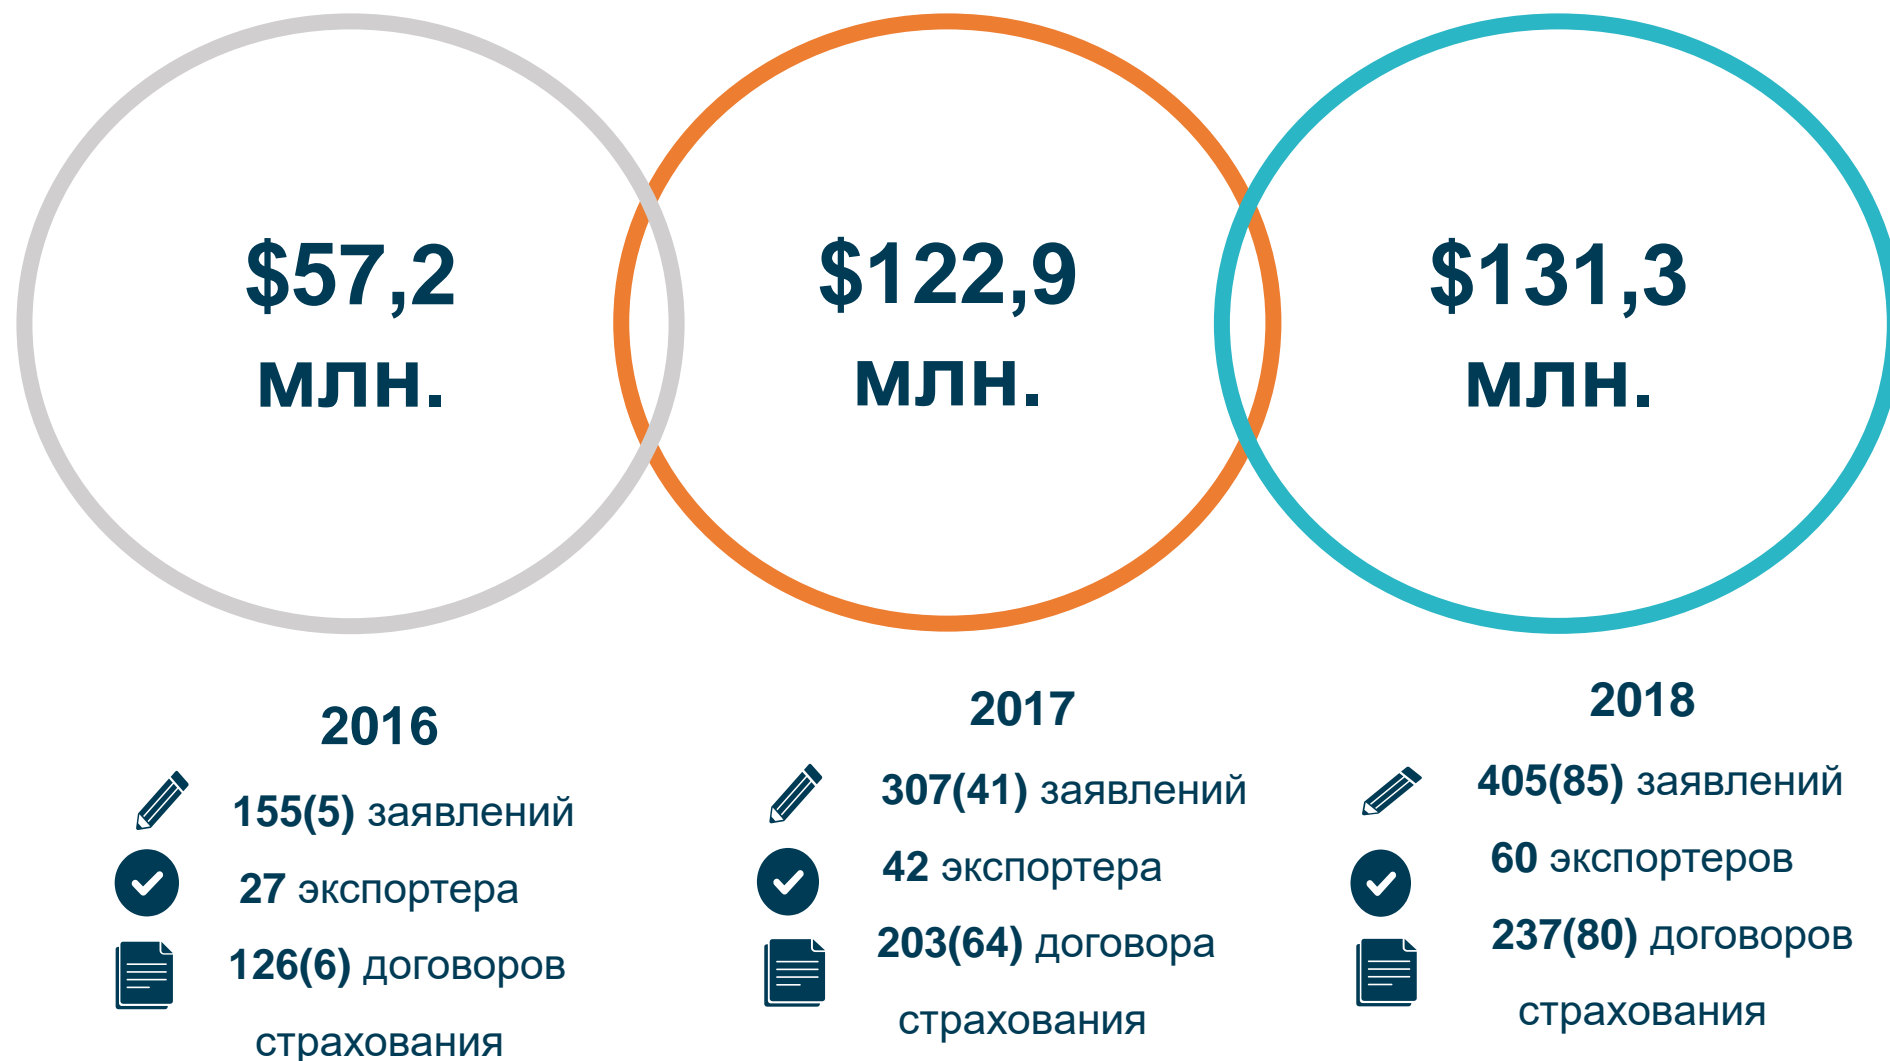 $57,2
млн.
$122,9
млн.
$131,3
млн.
2016
155(5) заявлений
27 экспортера
126(6) договоров
страхования
2017
307(41) заявлений
42 экспортера
203(64) договора
страхования
2018
405(85) заявлений
60 экспортеров
237(80) договоров
страхования